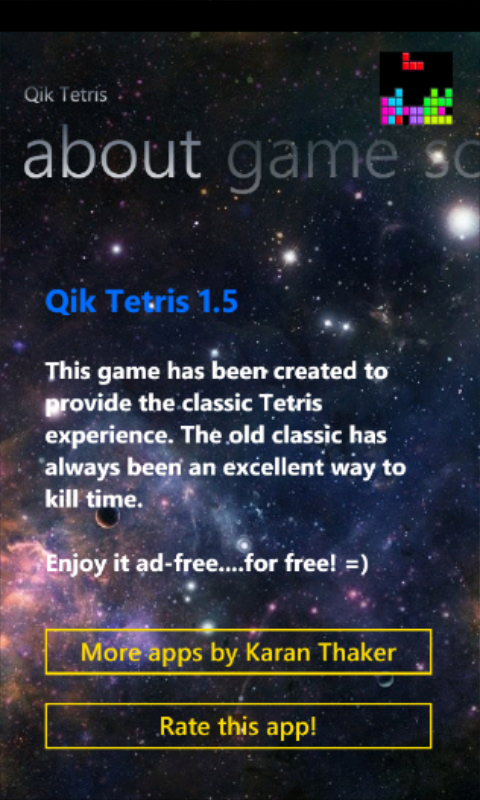 Qik Tetris
about game sc
Qik Tetris 1.5
This game has been created to
provide the classic Tetris
experience. The old classic has
always been an excellent way to
kill time.
Enjoy it ad-free....for free! =)
More apps by Karan Thaker
Rate this app!